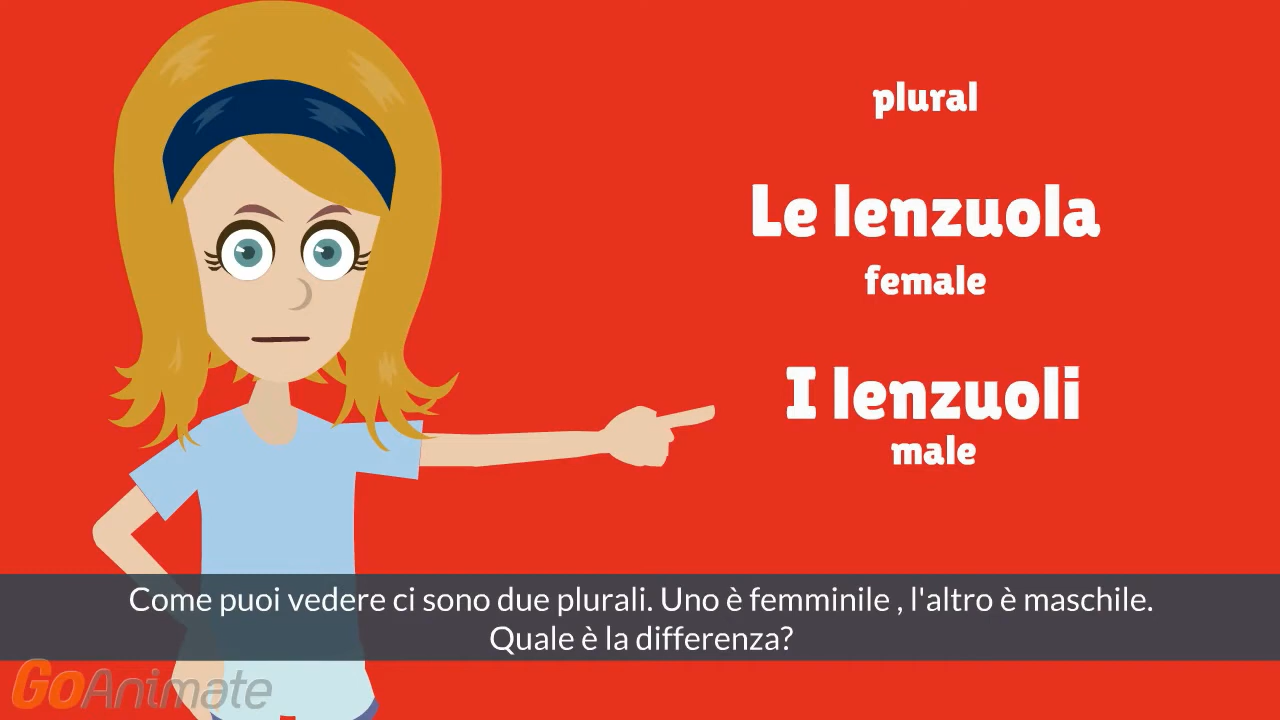 plural
Le lenzuola
female
I lenzuoli
male
Come puoi vedere ci sono due plurali. Uno è femminile , l'altro è maschile.
Quale è la differenza?
GoAnimate